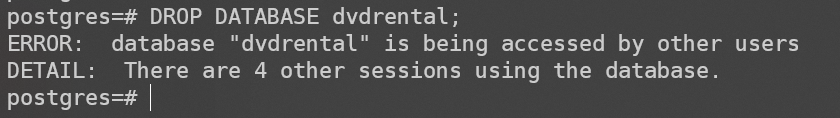 postgres=# DROP DATABASE dvdrental;
ERROR:  database "dvdrental" is being accessed by other users
DETAIL:  There are 4 other sessions using the database.
postgres=#